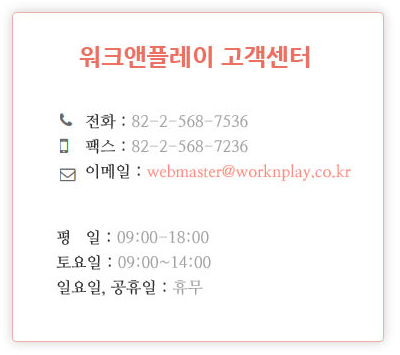 워크앤플레이 고객센터
전화 : 82-2-568-7536
팩스 : 82-2-568-7236
이메일 : webmaster@worknplay.co.kr
평 일 : 09:00-18:00
토요일 : 09:00~14:00
일요일, 공휴일 : 휴무